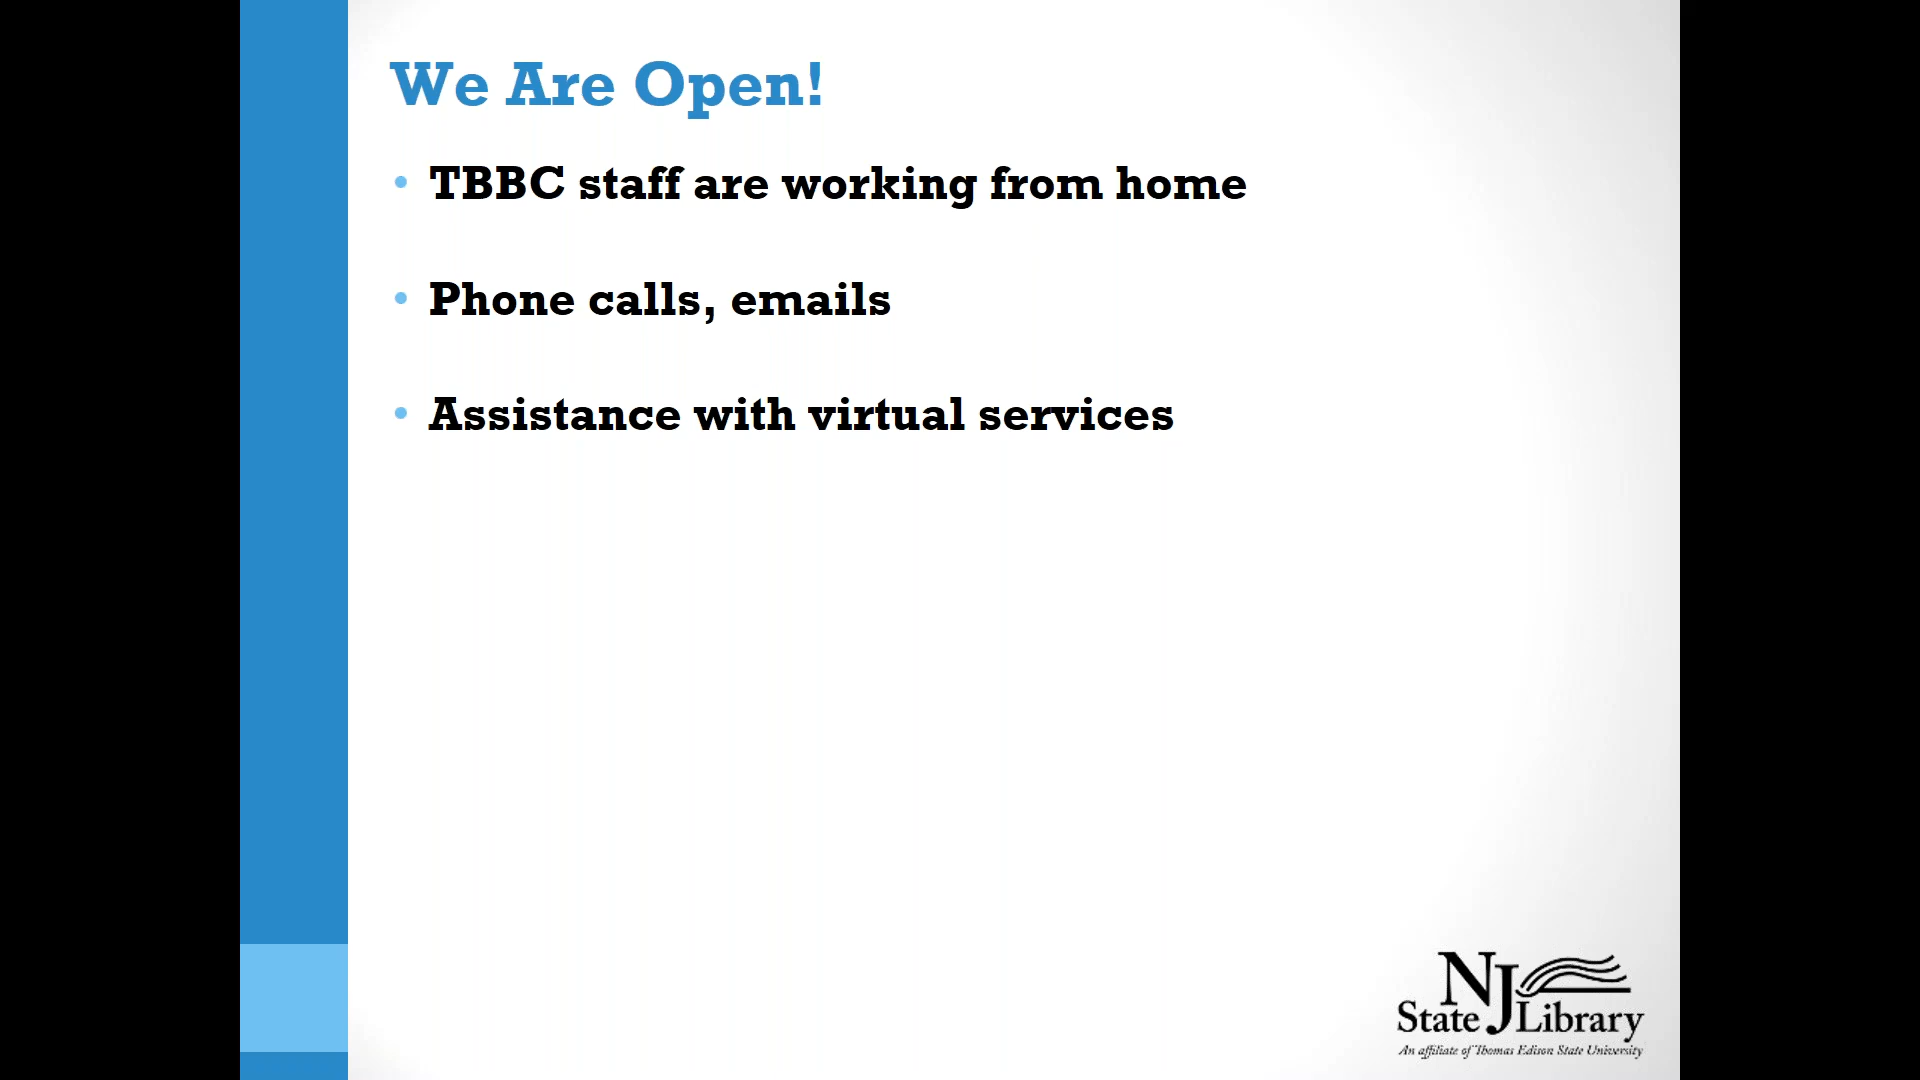 We Are Open!
• TBBC staff are working from home
• Phone calls, emails
• Assistance with virtual services
NJ
State Library
An affiliate of Thomas Edison State University